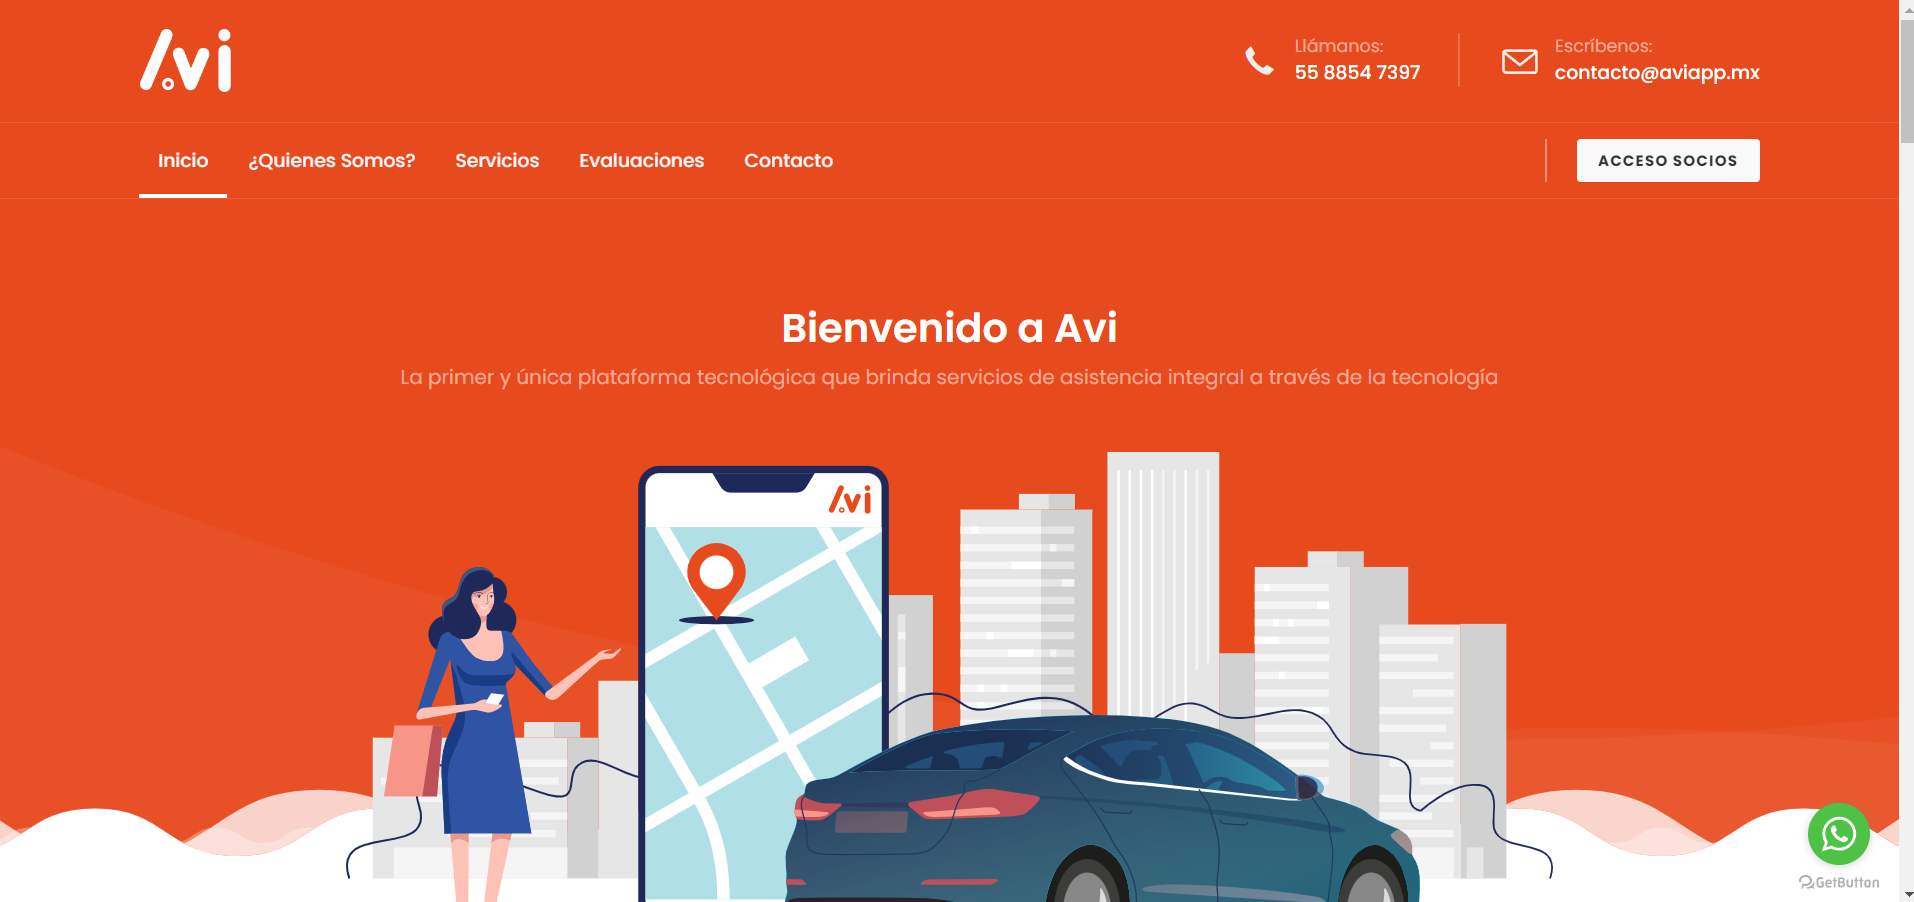 Avi
Llámanos:
55 8854 7397
Escríbenos:
contacto@aviapp.mx
Inicio
¿Quienes Somos?
Servicios
Evaluaciones
Contacto
ACCESO SOCIOS
Bienvenido a Avi
La primer y única plataforma tecnológica que brinda servicios de asistencia integral a través de la tecnología
Avi
GetButton